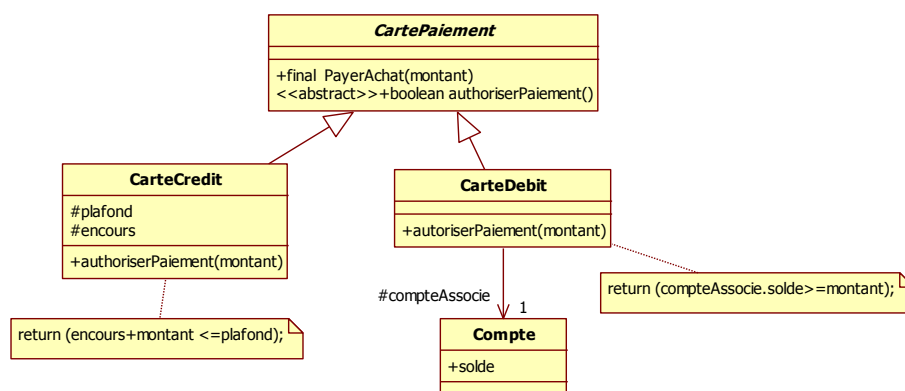 CartePaiement
+final PayerAchat(montant)
<<abstract>>+boolean authoriserPaiement()
CarteCredit
#plafond
#encours
+authoriserPaiement(montant)
CarteDebit
+autoriserPaiement(montant)
return (encours+montant <=plafond);
#compteAssocie
1
return (compteAssocie.solde>=montant);
Compte
+solde